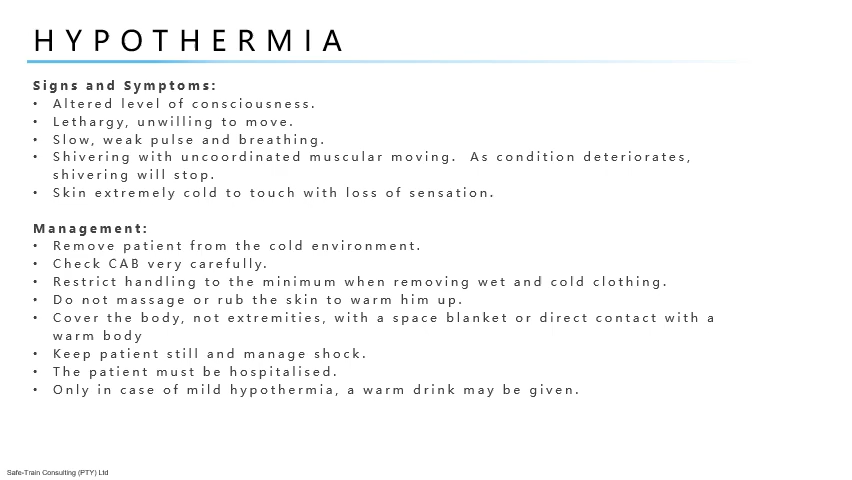 HYPOTHERMIA
Signs and Symptoms:
• Altered level of consciousness.
• Lethargy, unwilling to move.
• Slow, weak pulse and breathing.
• Shivering with uncoordinated muscular moving.  As condition deteriorates,
shivering will stop.
• Skin extremely cold to touch with loss of sensation.
Management:
• Remove patient from the cold environment.
• Check CAB very carefully.
• Restrict handling to the minimum when removing wet and cold clothing.
• Do not massage or rub the skin to warm him up.
• Cover the body, not extremities, with a space blanket or direct contact with a
warm body
• Keep patient still and manage shock.
• The patient must be hospitalised.
• Only in case of mild hypothermia, a warm drink may be given.
Safe-Train Consulting (PTY) Ltd